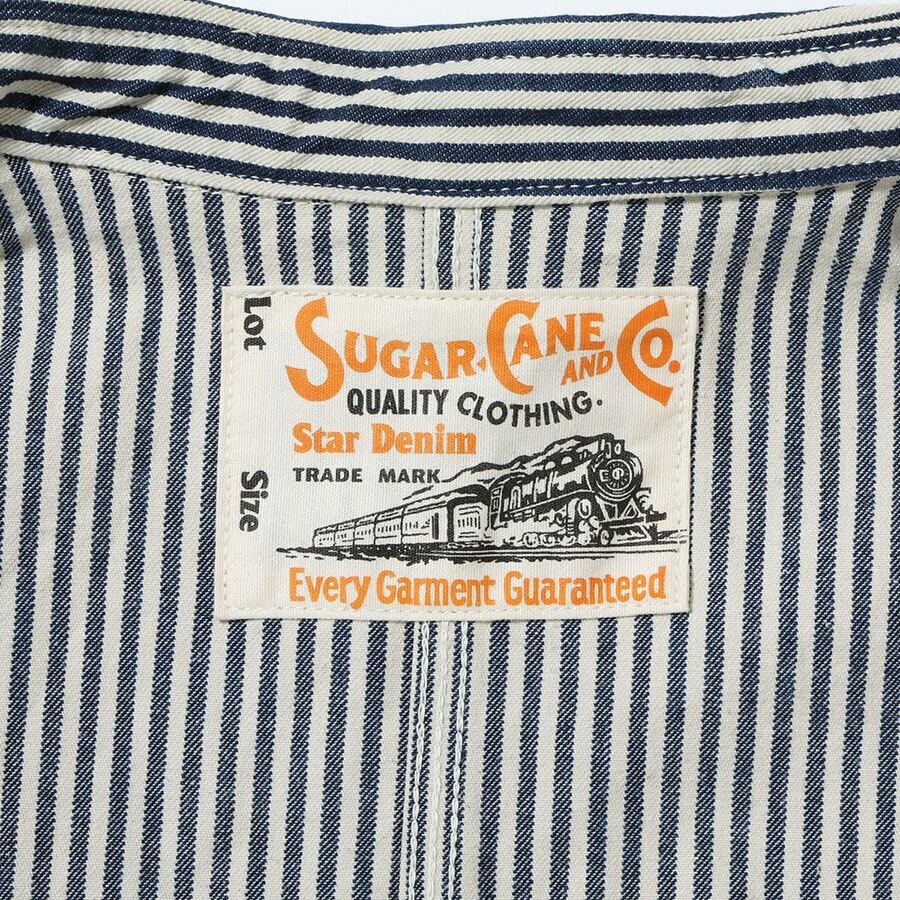 Lot
Size
SUGAR CANE AND CO.
QUALITY CLOTHING.
Star Denim
TRADE MARK
Every Garment Guaranteed